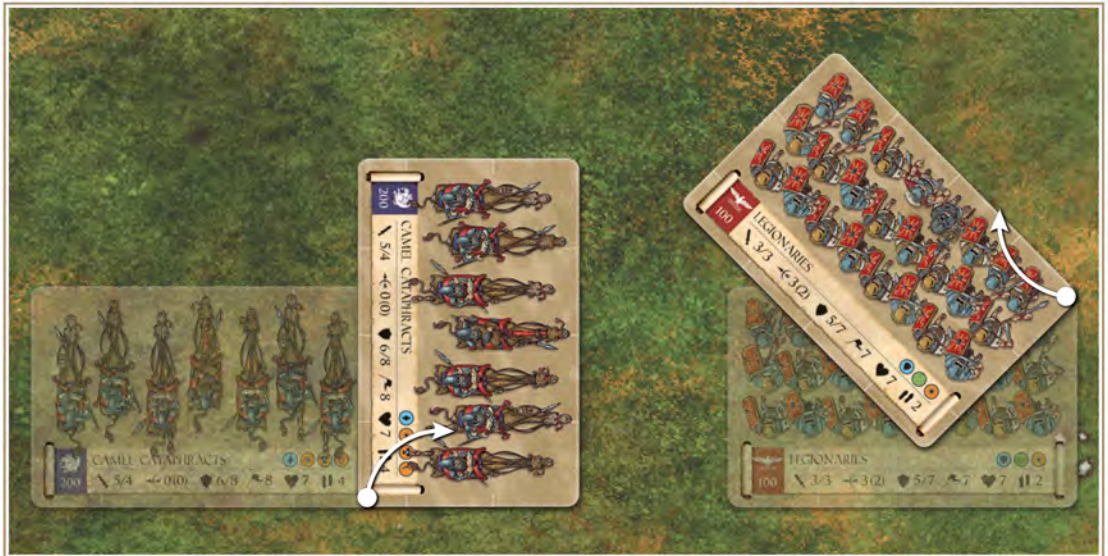 200
CAMEL CATAPHRACTS
5/4 0(0) 6/8 8 7
100
LEGIONARIES
3/3 3(2) 5/7 7 7 2
CAMEL CATAPHRACTS
200 5/4 0(0) 6/8 8 7 4
LEGIONARIES
100 3/3 3(2) 5/7 7 7 2